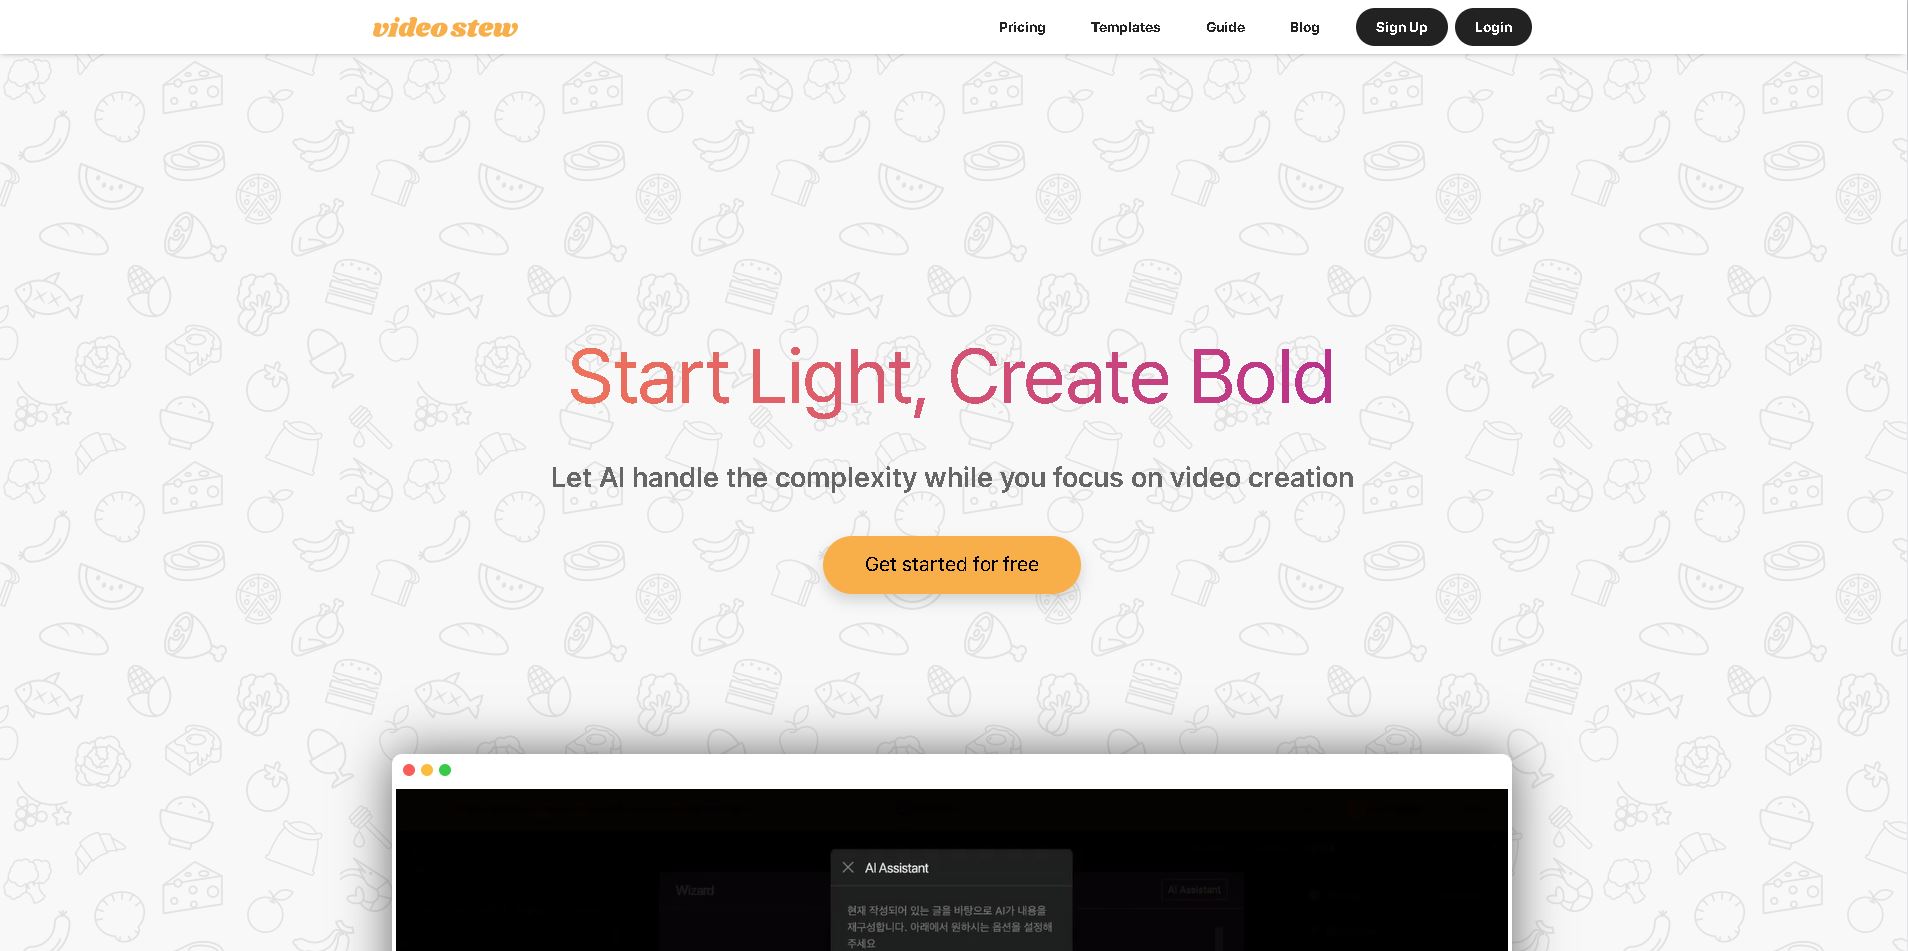 video stew
Pricing
Templates
Guide
Blog
Sign Up
Login
Start Light, Create Bold
Let AI handle the complexity while you focus on video creation
Get started for free
AI Assistant
Wizard
AI Assistant
현재 작성되어 있는 글을 바탕으로 AI가 내용을
재구성합니다. 아래에서 원하시는 옵션을 설정해
주세요